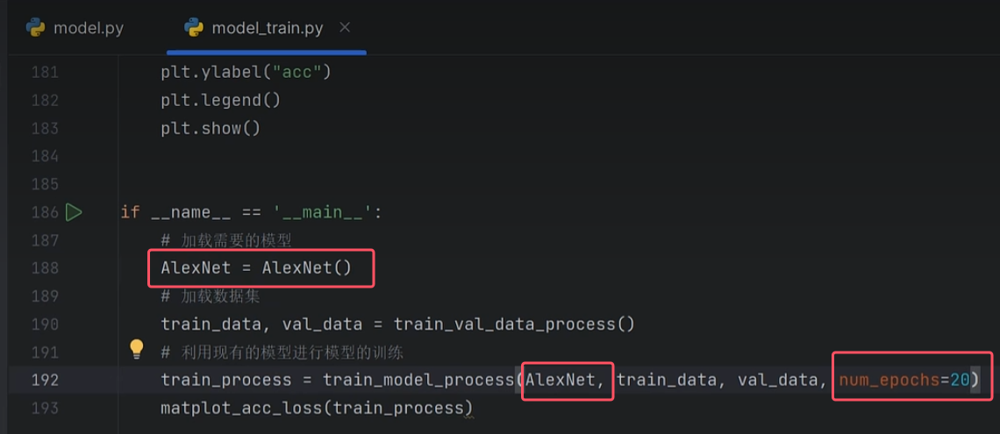 model.py model_train.py
181 plt.ylabel("acc")
182 plt.legend()
183 plt.show()
184
185
186 if __name__ == '__main__':
187 # 加载需要的模型
188 AlexNet = AlexNet()
189 # 加载数据集
190 train_data, val_data = train_val_data_process()
191 # 利用现有的模型进行模型的训练
192 train_process = train_model_process(AlexNet, train_data, val_data, num_epochs=20)
193 matplot_acc_loss(train_process)